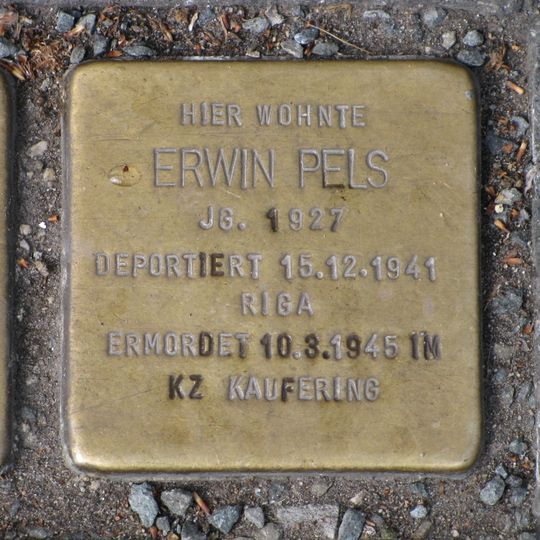 HIER WOHNTE
ERWIN PELS
JG. 1927
DEPORTIERT 15.12.1941
RIGA
ERMORDET 10.3.1945 IM
KZ KAUFERING